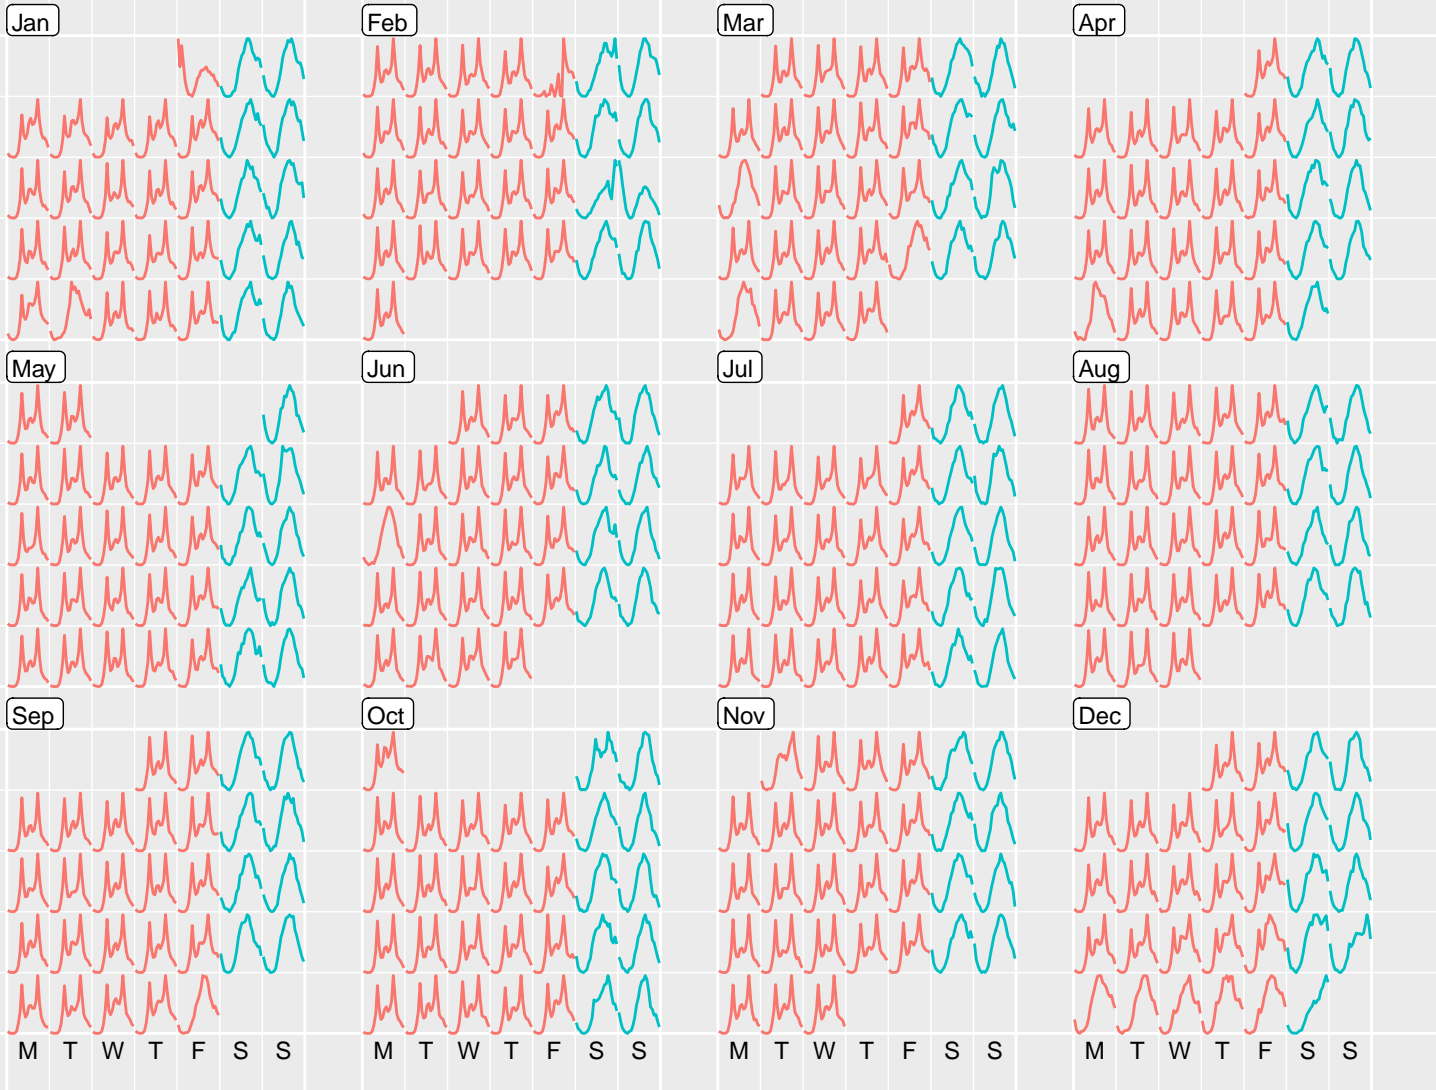 Jan Feb Mar Apr
May Jun Jul Aug
Sep Oct Nov Dec
M T W T F S S M T W T F S S M T W T F S S M T W T F S S